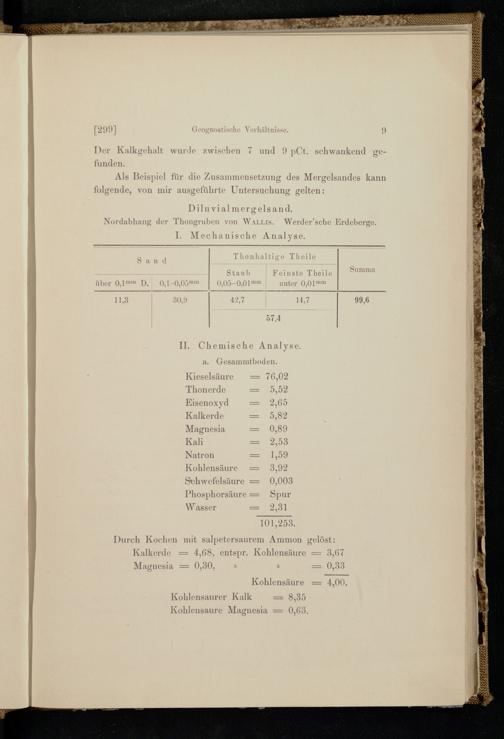 [299] Geognostische Verhältnisse. 9
Der Kalkgehalt wurde zwischen 7 und 9 pCt. schwankend ge-
funden.
Als Beispiel für die Zusammensetzung des Mergelsandes kann
folgende, von mir ausgeführte Untersuchung gelten:
Diluvialmergelsand.
Nordabhang der Thongruben von WALLIS. Werder'sche Erdeberge.
I. Mechanische Analyse.
Sand Thonhaltige Theile Summa
über 0,1mm D. 0,1-0,05mm Staub 0,05-0,01mm Feinste Theile unter 0,01mm
11,3 30,9 42,7 14,7 99,6
57,4
II. Chemische Analyse.
a. Gesammtboden.
Kieselsäure = 76,02
Thonerde = 5,52
Eisenoxyd = 2,65
Kalkerde = 5,82
Magnesia = 0,89
Kali = 2,53
Natron = 1,59
Kohlensäure = 3,92
Schwefelsäure = 0,003
Phosphorsäure = Spur
Wasser = 2,31
101,253.
Durch Kochen mit salpetersaurem Ammon gelöst:
Kalkerde = 4,68, entspr. Kohlensäure = 3,67
Magnesia = 0,30, » » = 0,33
Kohlensäure = 4,00.
Kohlensaurer Kalk = 8,35
Kohlensaure Magnesia = 0,63.